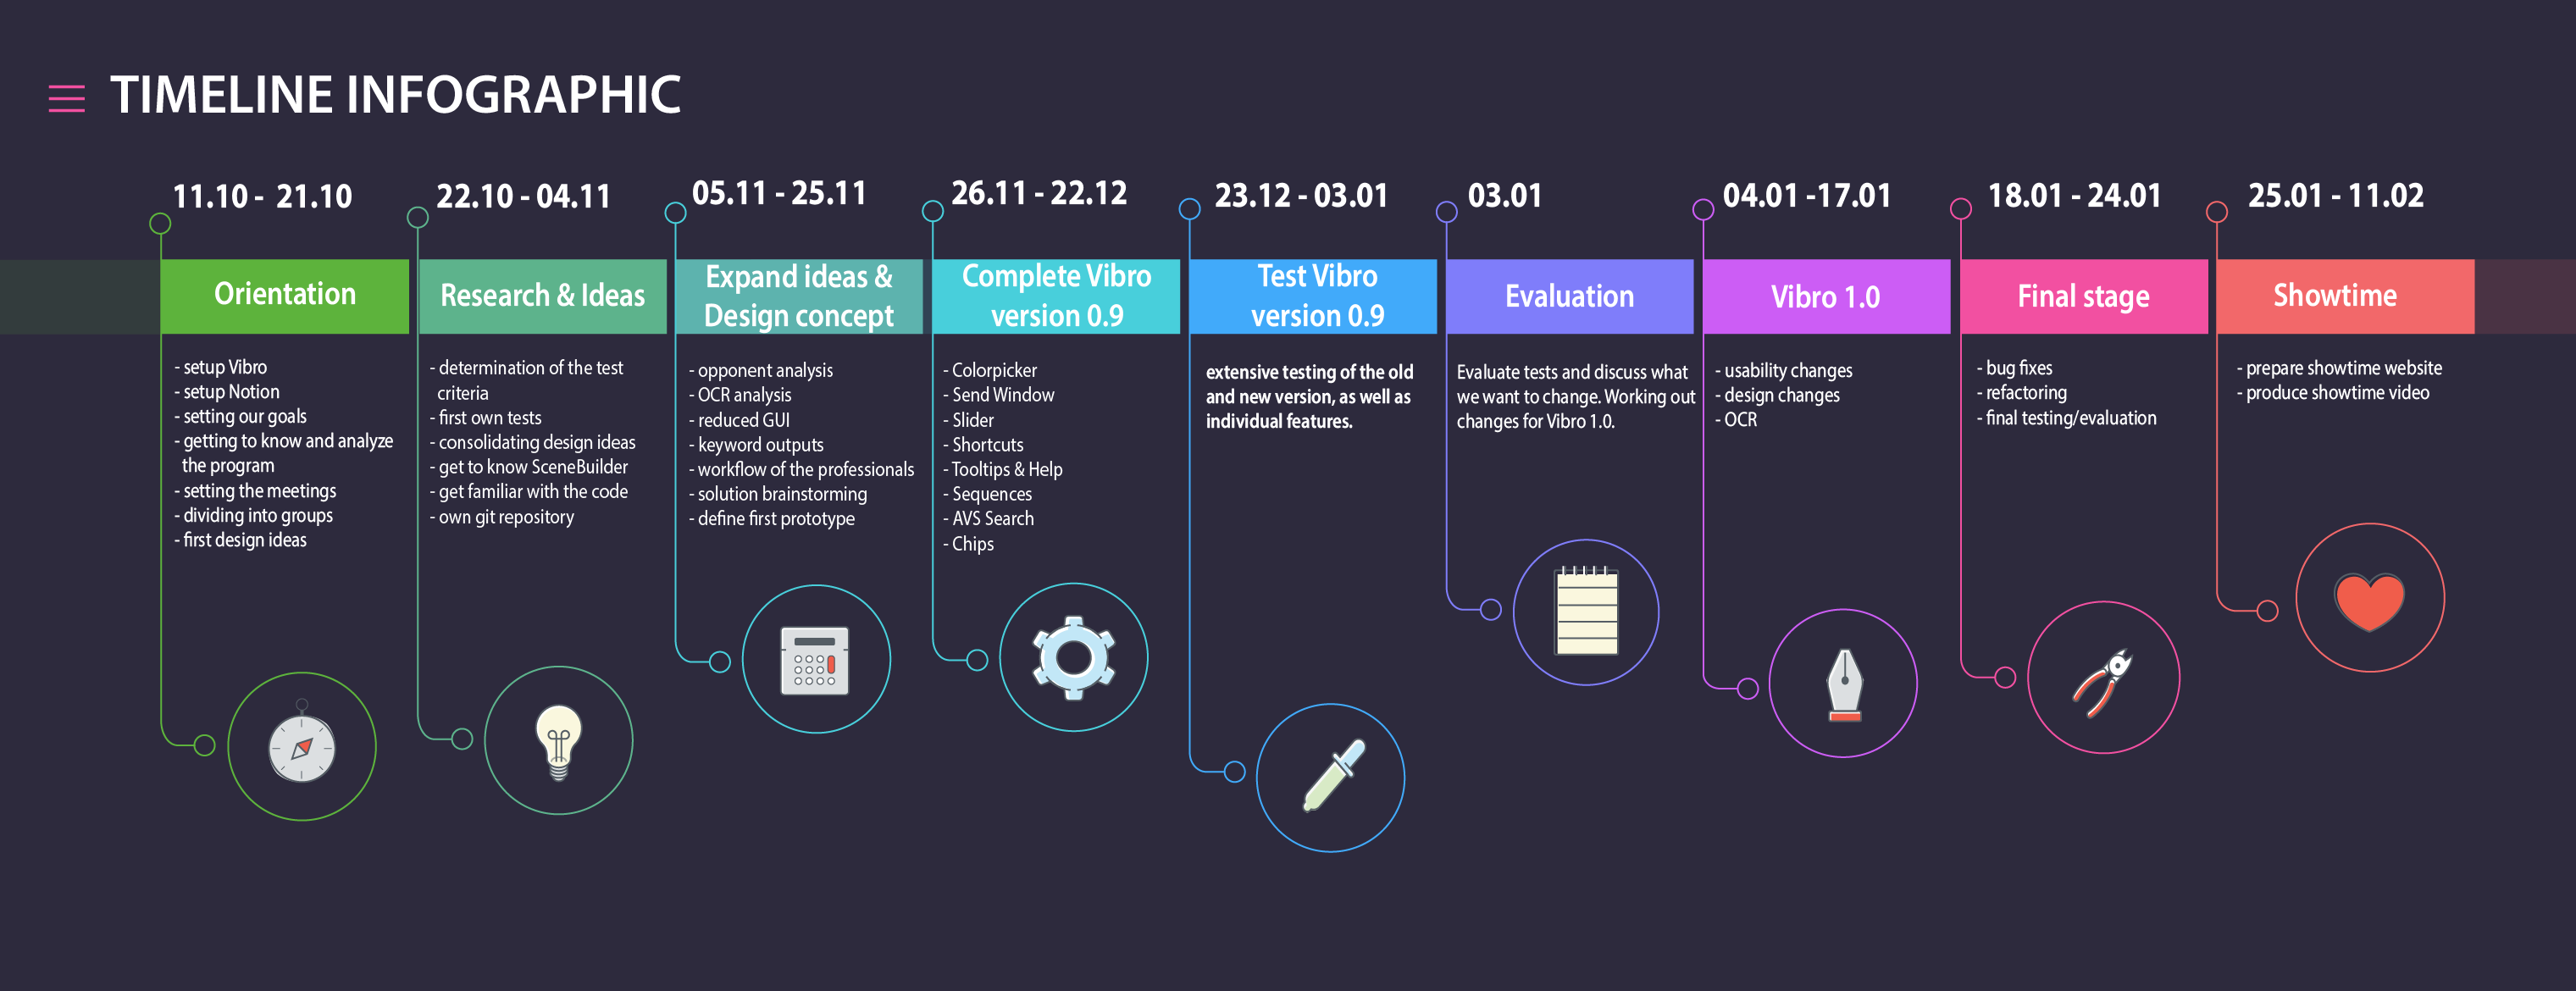 TIMELINE INFOGRAPHIC
11.10 - 21.10
Orientation
- setup Vibro
- setup Notion
- setting our goals
- getting to know and analyze
the program
- setting the meetings
- dividing into groups
- first design ideas
22.10 - 04.11
Research & Ideas
- determination of the test
criteria
- first own tests
- consolidating design ideas
- get to know SceneBuilder
- get familiar with the code
- own git repository
05.11 - 25.11
Expand ideas &
Design concept
- opponent analysis
- OCR analysis
- reduced GUI
- keyword outputs
- workflow of the professionals
- solution brainstorming
- define first prototype
26.11 - 22.12
Complete Vibro
version 0.9
- Colorpicker
- Send Window
- Slider
- Shortcuts
- Tooltips & Help
- Sequences
- AVS Search
- Chips
23.12 - 03.01
Test Vibro
version 0.9
extensive testing of the old
and new version, as well as
individual features.
03.01
Evaluation
Evaluate tests and discuss what
we want to change. Working out
changes for Vibro 1.0.
04.01 -17.01
Vibro 1.0
- usability changes
- design changes
- OCR
18.01 - 24.01
Final stage
- bug fixes
- refactoring
- final testing/evaluation
25.01 - 11.02
Showtime
- prepare showtime website
- produce showtime video